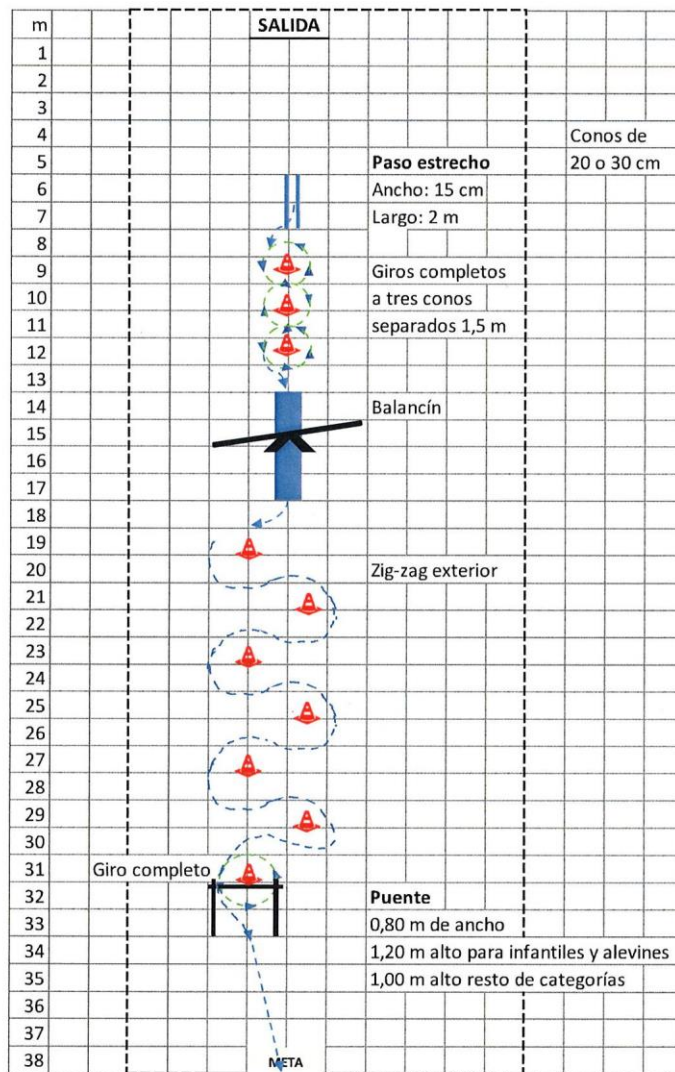 m
SALIDA
1
2
3
4
Conos de
5
Paso estrecho
20 o 30 cm
6
Ancho: 15 cm
7
Largo: 2 m
8
9
Giros completos
10
a tres conos
11
separados 1,5 m
12
13
14
Balancín
15
16
17
18
19
20
Zig-zag exterior
21
22
23
24
25
26
27
28
29
30
31
Giro completo
32
Puente
33
0,80 m de ancho
34
1,20 m alto para infantiles y alevines
35
1,00 m alto resto de categorías
36
37
38
META